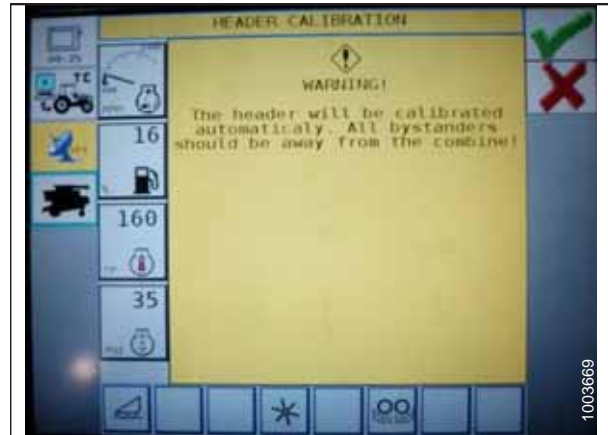 HEADER CALIBRATION
TC
WARNING!
The header will be calibrated
automaticaly. All bystanders
should be away from the combine!
16
160
°F
35
1003669